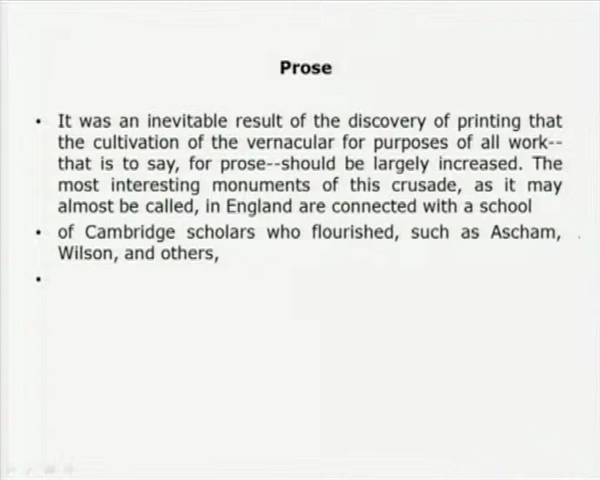 Prose
• It was an inevitable result of the discovery of printing that
the cultivation of the vernacular for purposes of all work--
that is to say, for prose--should be largely increased. The
most interesting monuments of this crusade, as it may
almost be called, in England are connected with a school
• of Cambridge scholars who flourished, such as Ascham,
Wilson, and others,
•